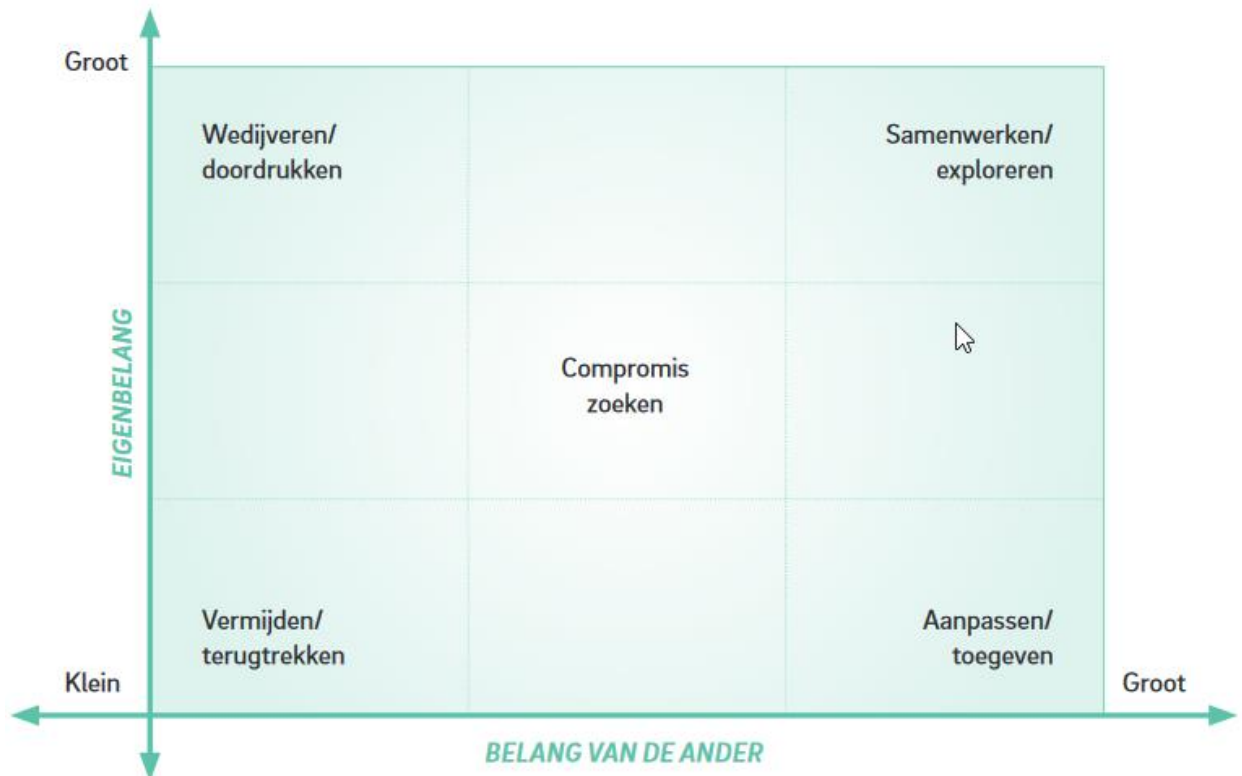 Groot
Wedijveren/
doordrukken
Samenwerken/
exploreren
EIGENBELANG
Compromis
zoeken
Vermijden/
terugtrekken
Aanpassen/
toegeven
Klein
Groot
BELANG VAN DE ANDER